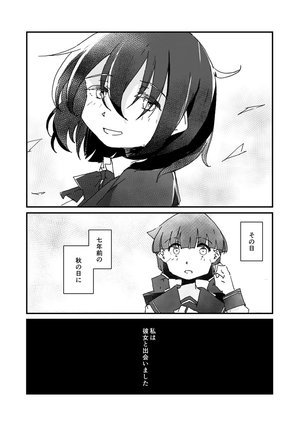 その日
七年前の
秋の日に
私は
彼女と出会いました